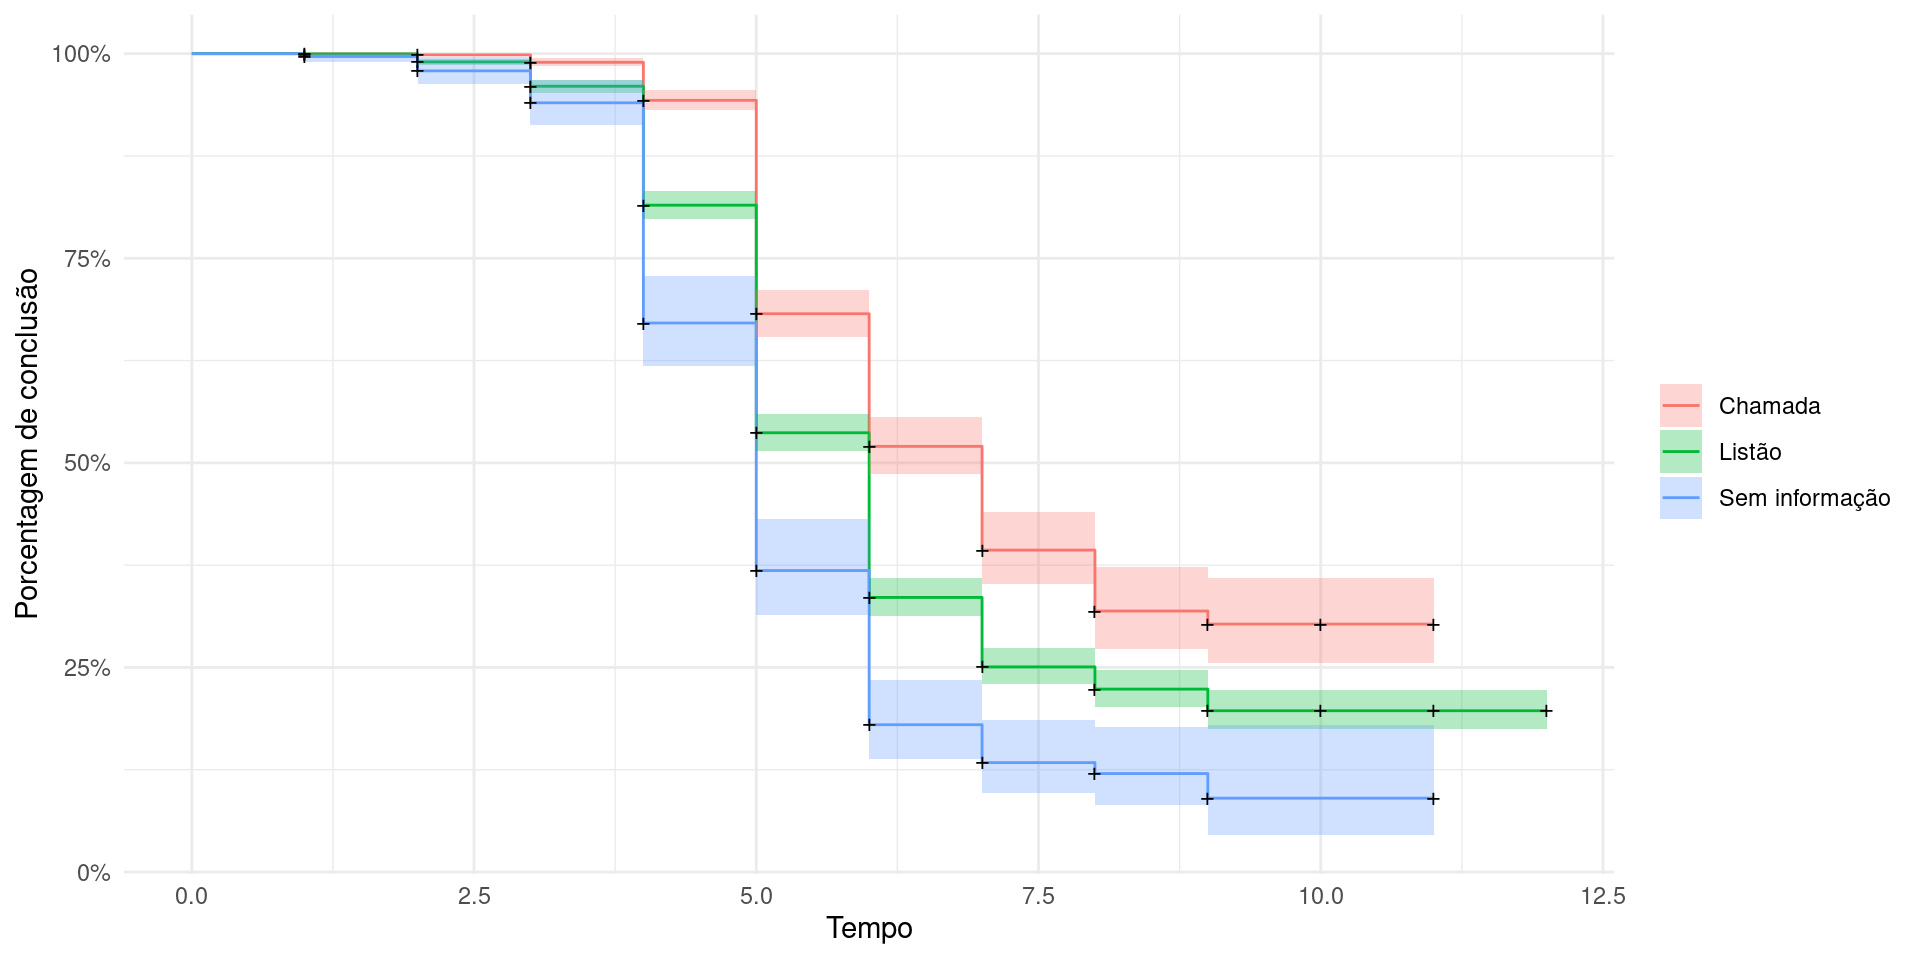 Porcentagem de conclusão
100%
75%
50%
25%
0%
0.0 2.5 5.0 7.5 10.0 12.5
Tempo
Chamada
Listão
Sem informação